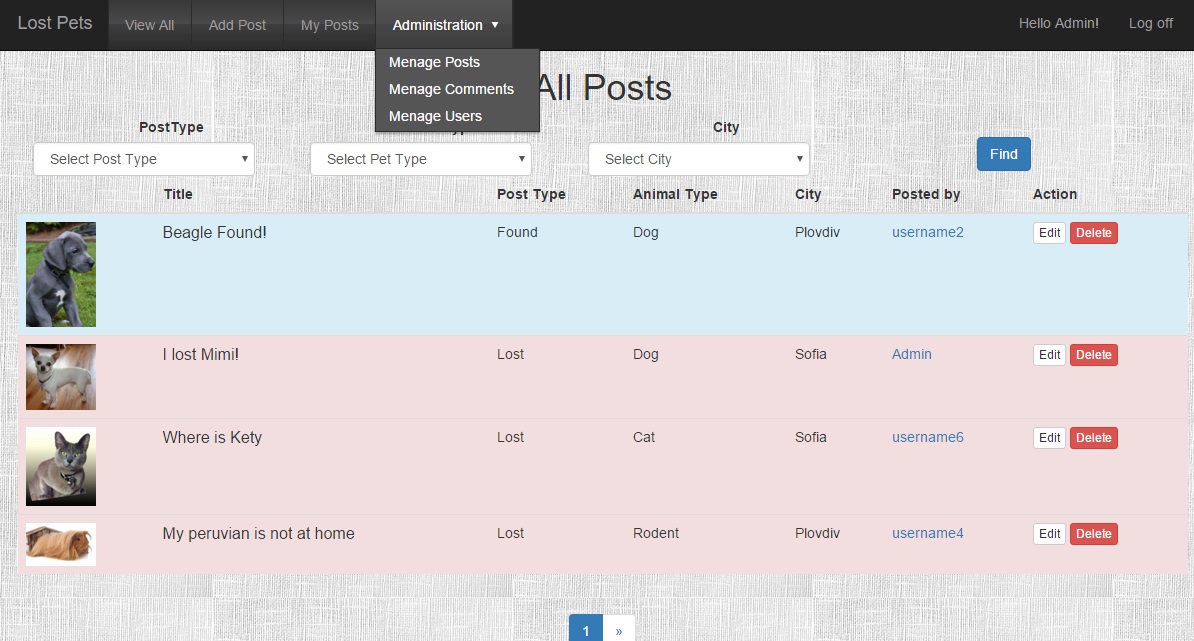 Lost Pets View All Add Post My Posts Administration ▼ Hello Admin! Log off
Menage Posts
Menage Comments
Menage Users
All Posts
PostType City
Select Post Type Select Pet Type Select City Find
Title Post Type Animal Type City Posted by Action
Beagle Found! Found Dog Plovdiv username2 Edit Delete
I lost Mimi! Lost Dog Sofia Admin Edit Delete
Where is Kety Lost Cat Sofia username6 Edit Delete
My peruvian is not at home Lost Rodent Plovdiv username4 Edit Delete
1 »